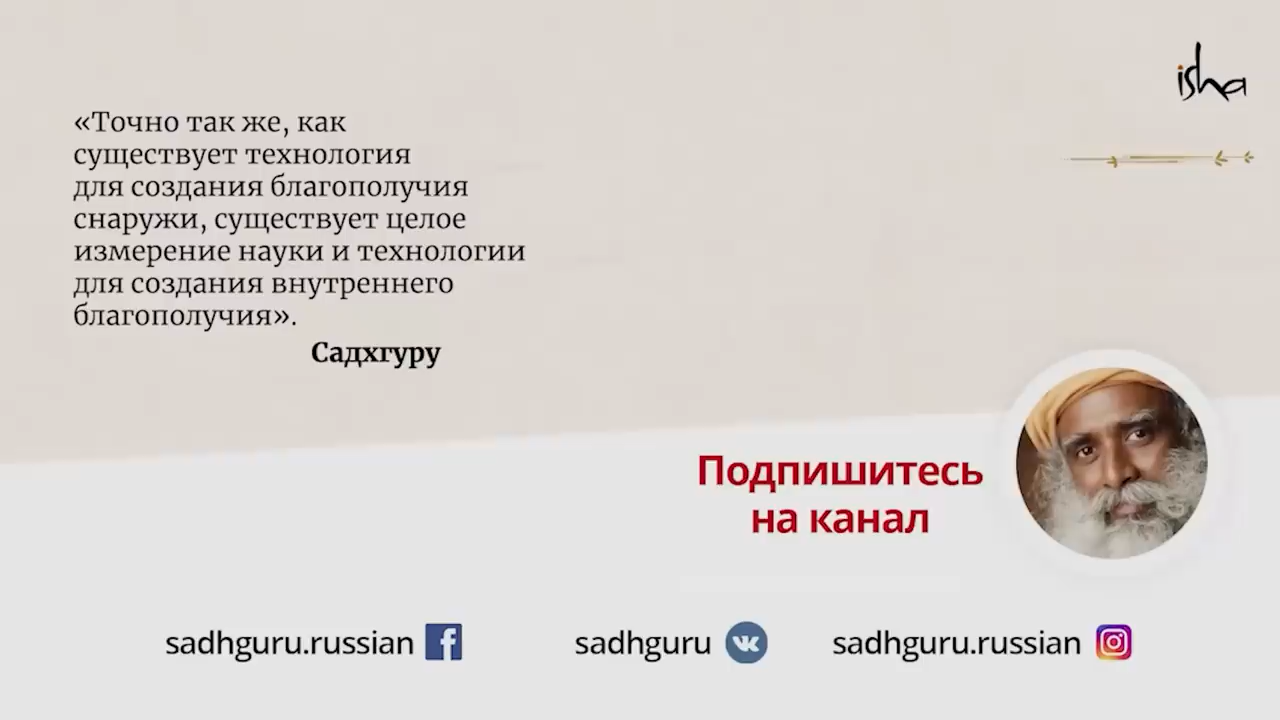 isha
«Точно так же, как
существует технология
для создания благополучия
снаружи, существует целое
измерение науки и технологии
для создания внутреннего
благополучия».
Садхгуру
Подпишитесь
на канал
sadhguru.russian
sadhguru
sadhguru.russian